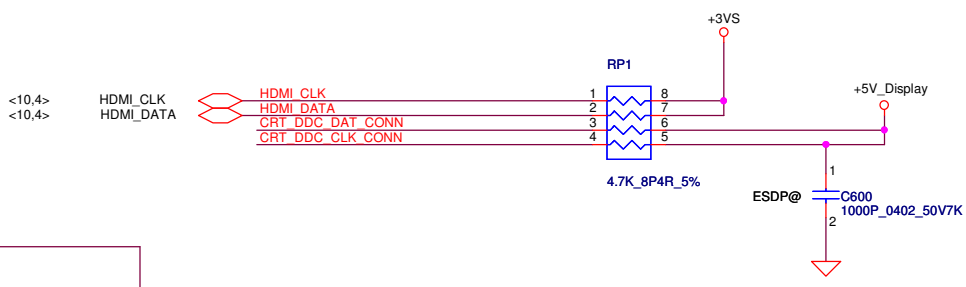 +3VS
RP1
+5V_Display
<10,4> HDMI_CLK HDMI_CLK 1 8
<10,4> HDMI_DATA HDMI_DATA 2 7
CRT_DDC_DAT_CONN 3 6
CRT_DDC_CLK_CONN 4 5
4.7K_8P4R_5%
1
ESDP@ C600
1000P_0402_50V7K
2